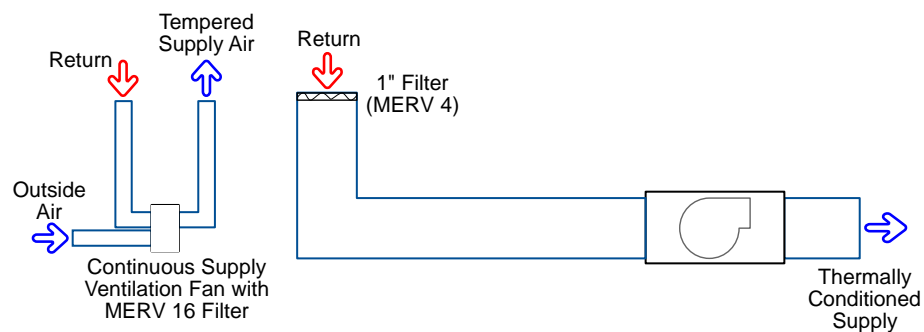 Tempered
Supply Air
Return
Return
1" Filter
(MERV 4)
Outside
Air
Continuous Supply
Ventilation Fan with
MERV 16 Filter
Thermally
Conditioned
Supply